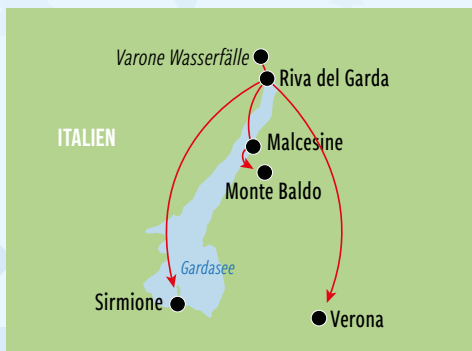 Varone Wasserfälle
Riva del Garda
ITALIEN
Malcesine
Monte Baldo
Gardasee
Sirmione
Verona